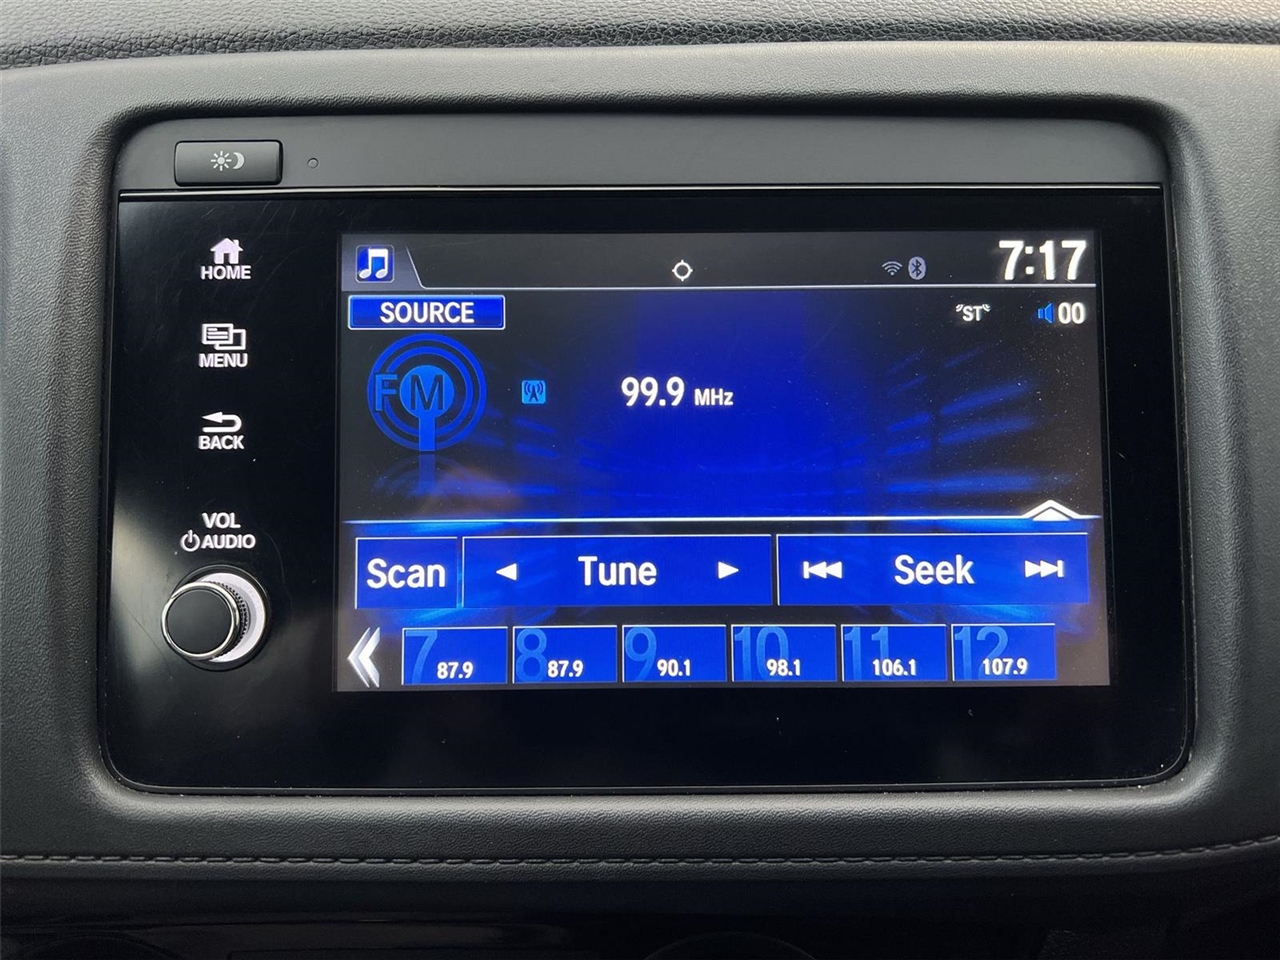 HOME
MENU
BACK
VOL
AUDIO
7:17
SOURCE
"ST"
00
FM
99.9 MHz
Scan
Tune
Seek
7 87.9
8 87.9
9 90.1
10 98.1
11 106.1
12 107.9